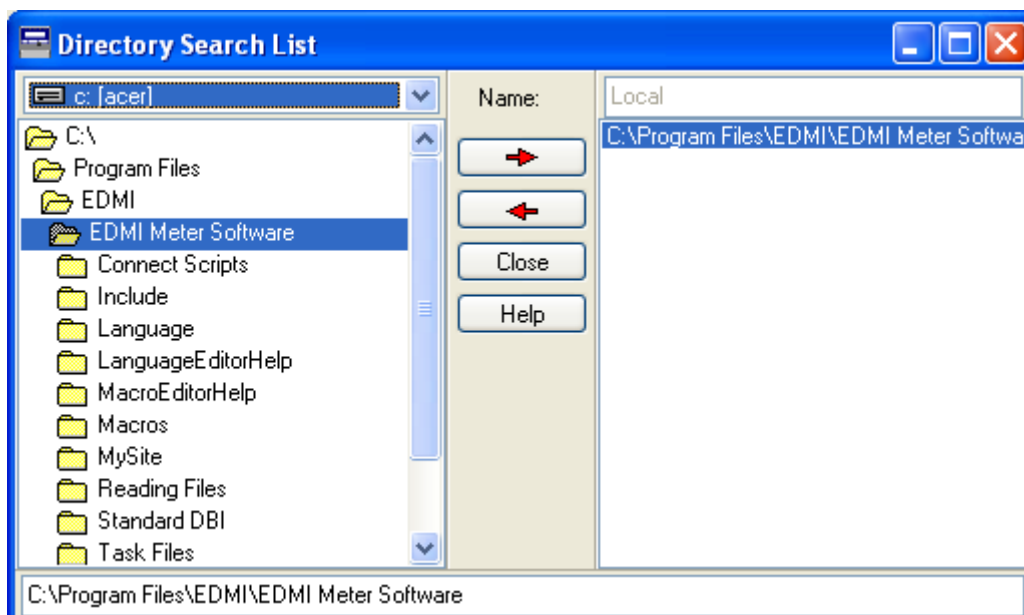 Directory Search List
c: [acer]
Name:
Local
C:\
Program Files
EDMI
EDMI Meter Software
Connect Scripts
Include
Language
LanguageEditorHelp
MacroEditorHelp
Macros
MySite
Reading Files
Standard DBI
Task Files
Close
Help
C:\Program Files\EDMI\EDMI Meter Softwa
C:\Program Files\EDMI\EDMI Meter Software